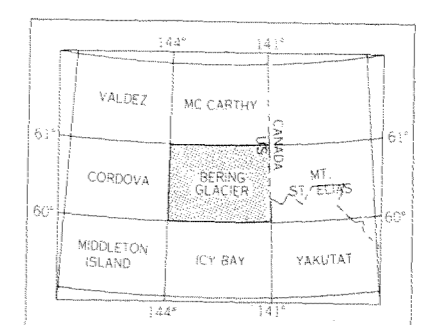 144° 141°
VALDEZ MC CARTHY
61° CANADA
US 61°
CORDOVA BERING
GLACIER MT.
ST. ELIAS
60° 60°
MIDDLETON
ISLAND ICY BAY YAKUTAT
144° 141°